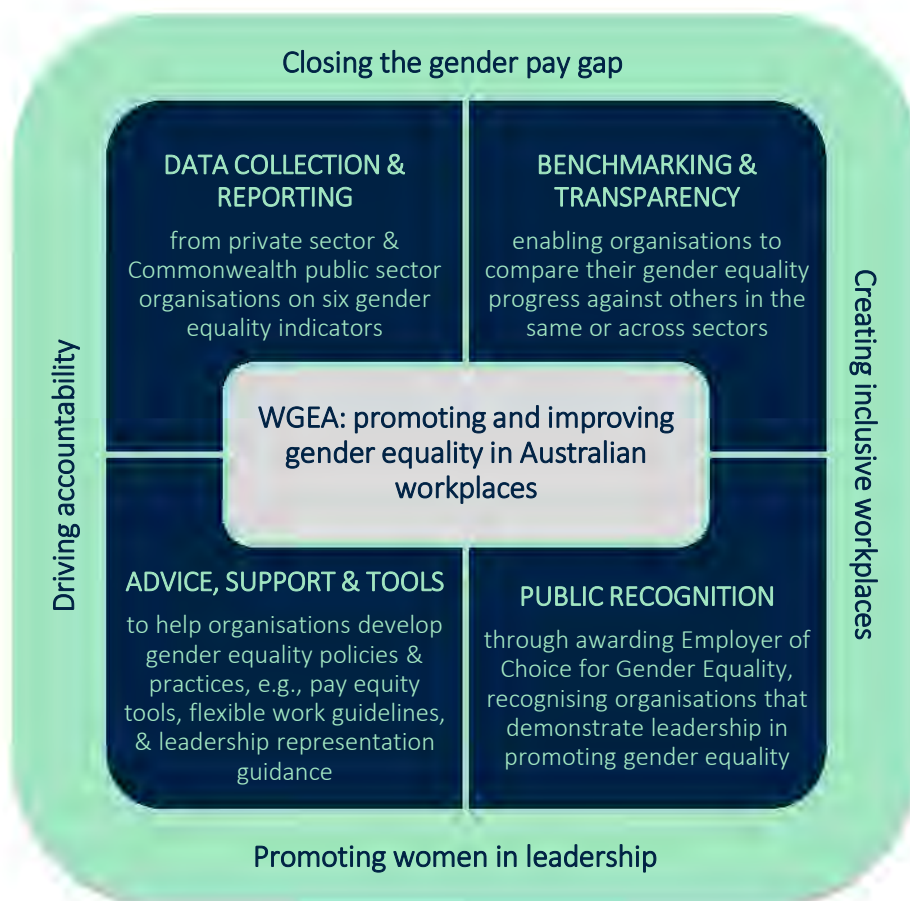 Closing the gender pay gap
DATA COLLECTION &
REPORTING
from private sector &
Commonwealth public sector
organisations on six gender
equality indicators
BENCHMARKING &
TRANSPARENCY
enabling organisations to
compare their gender equality
progress against others in the
same or across sectors
Driving accountability
WGEA: promoting and improving
gender equality in Australian
workplaces
Creating inclusive workplaces
ADVICE, SUPPORT & TOOLS
to help organisations develop
gender equality policies &
practices, e.g., pay equity
tools, flexible work guidelines,
& leadership representation
guidance
PUBLIC RECOGNITION
through awarding Employer of
Choice for Gender Equality,
recognising organisations that
demonstrate leadership in
promoting gender equality
Promoting women in leadership